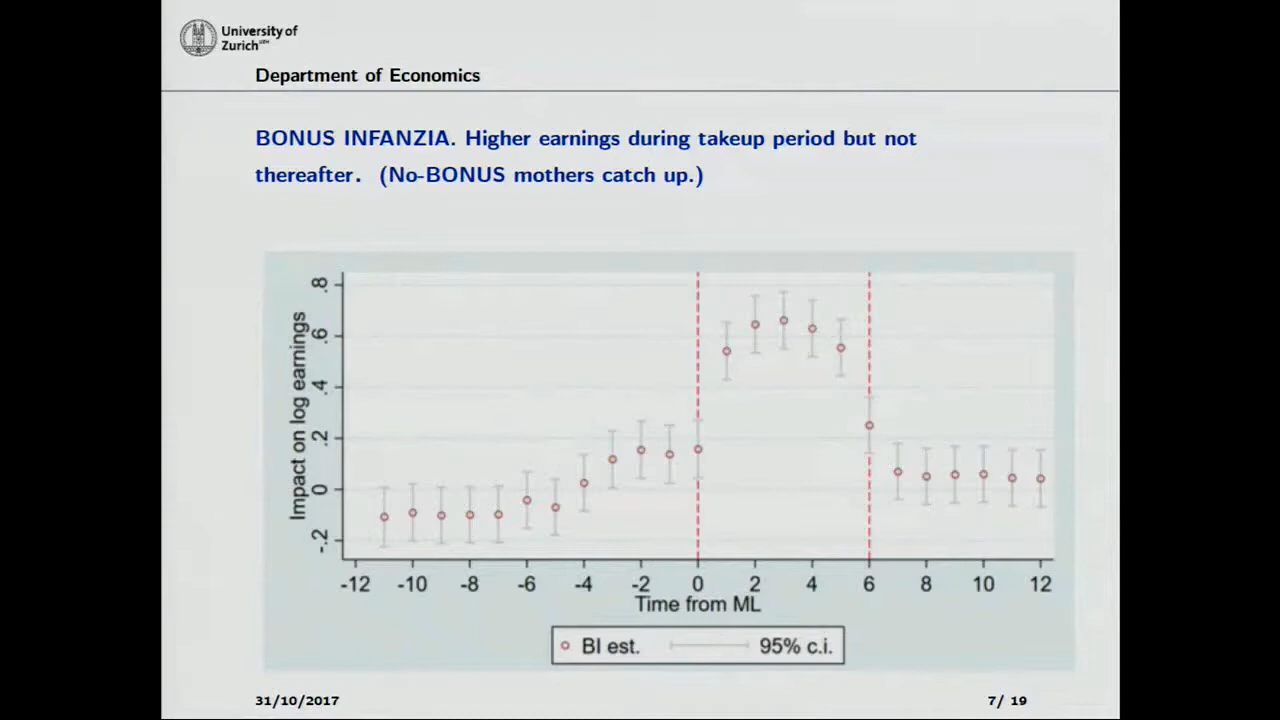 University of
Zurich UZH
Department of Economics
BONUS INFANZIA. Higher earnings during takeup period but not
thereafter. (No-BONUS mothers catch up.)
Impact on log earnings
.8
.6
.4
.2
0
-.2
-12 -10 -8 -6 -4 -2 0 2 4 6 8 10 12
Time from ML
BI est. 95% c.i.
31/10/2017 7/ 19